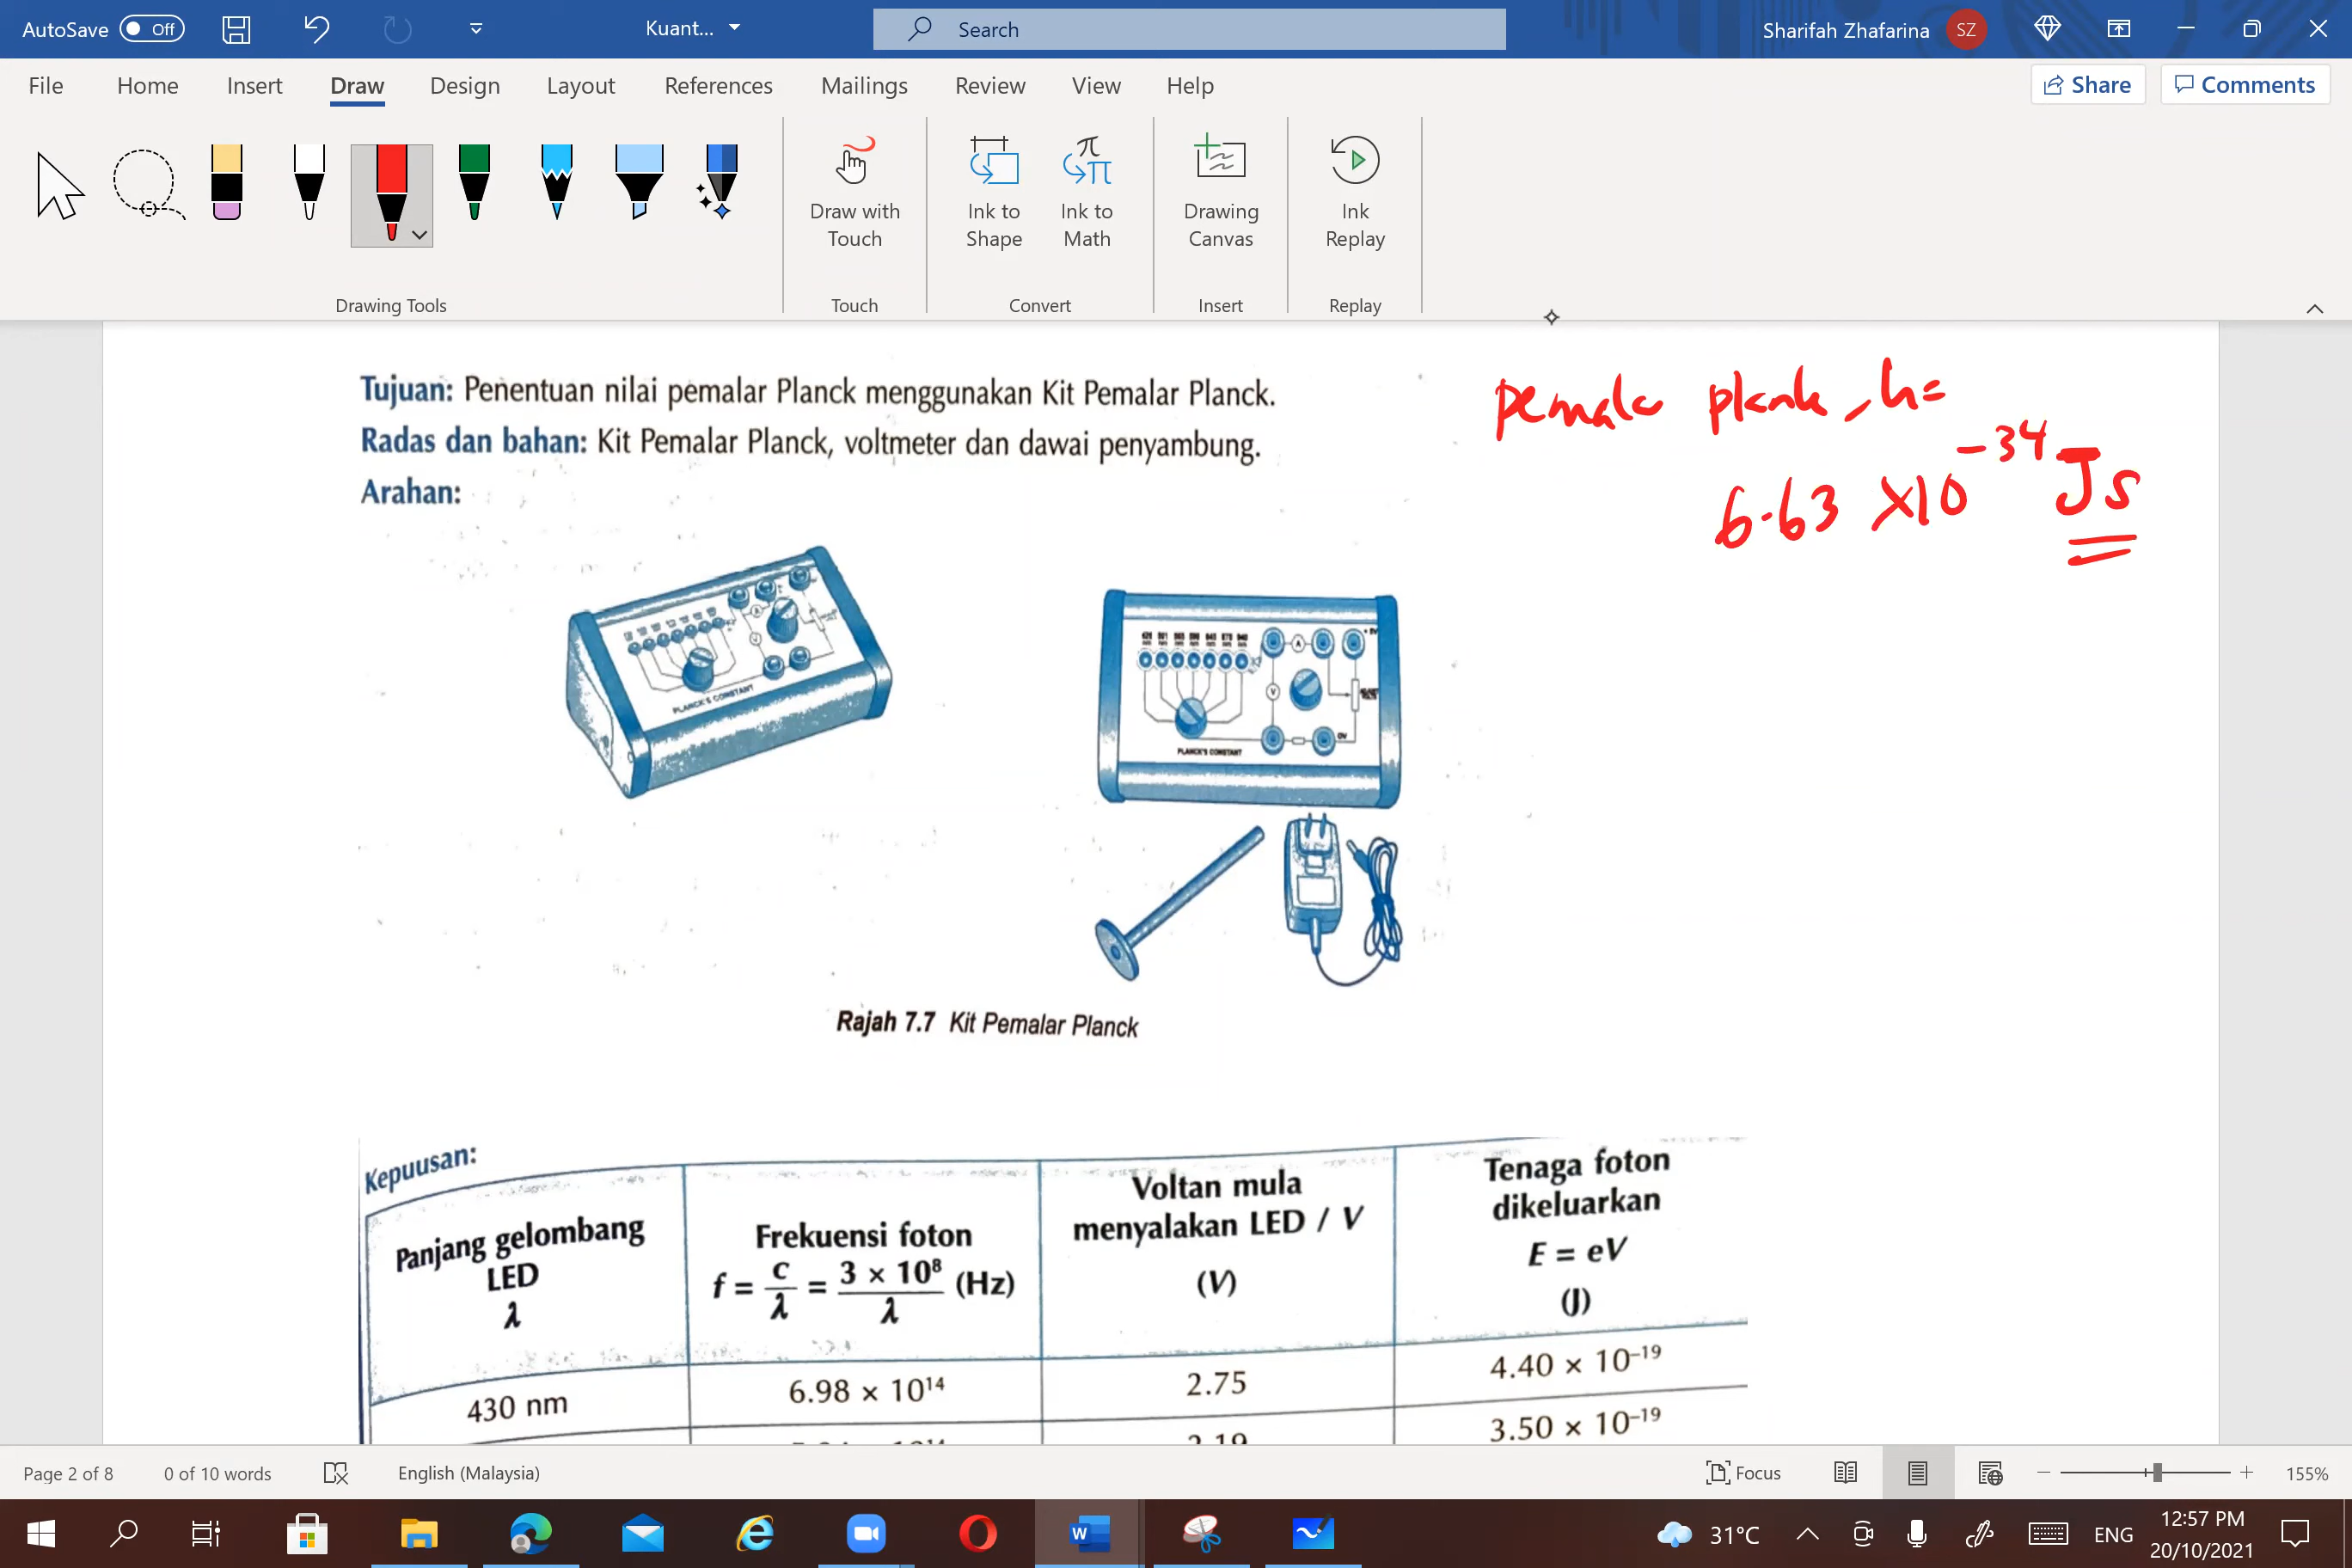 AutoSave Off Kuant... Search Sharifah Zhafarina SZ
File Home Insert Draw Design Layout References Mailings Review View Help Share Comments
Draw with Touch
Ink to Shape
Ink to Math
Drawing Canvas
Ink Replay
Drawing Tools Touch Convert Insert Replay
Tujuan: Penentuan nilai pemalar Planck menggunakan Kit Pemalar Planck.
Radas dan bahan: Kit Pemalar Planck, voltmeter dan dawai penyambung.
Arahan:
h=
6.63 ×10⁻³⁴ Js
PLANCK'S CONSTANT
A
V
0V
PLANCK'S CONSTANT
Rajah 7.7 Kit Pemalar Planck
Kepuusan:
Panjang gelombang LED λ
Frekuensi foton f = c/λ = 3 × 10⁸/λ (Hz)
Voltan mula menyalakan LED / V (V)
Tenaga foton dikeluarkan E = eV (J)
430 nm 6.98 × 10¹⁴ 2.75 4.40 × 10⁻¹⁹
3.50 × 10⁻¹⁹
Page 2 of 8 0 of 10 words English (Malaysia) Focus 155%
31°C ENG 12:57 PM
20/10/2021